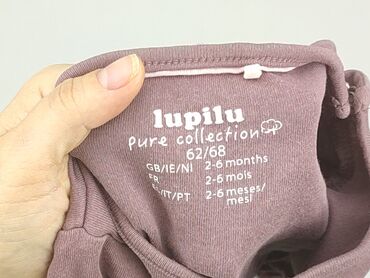 lupilu
pure collection
62/68
GB/IE/NI 2-6 months
FR 2-6 mois
/IT/PT 2-6 meses/
mesi